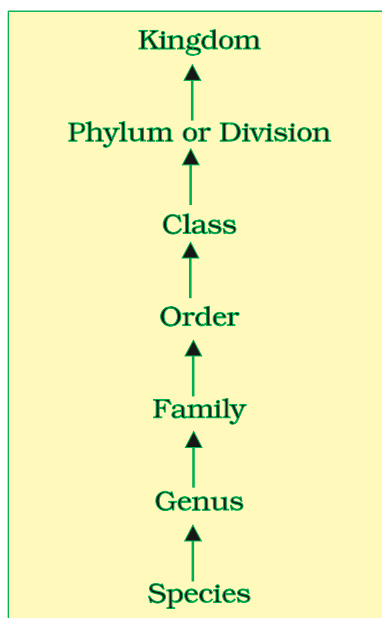 Kingdom
Phylum or Division
Class
Order
Family
Genus
Species